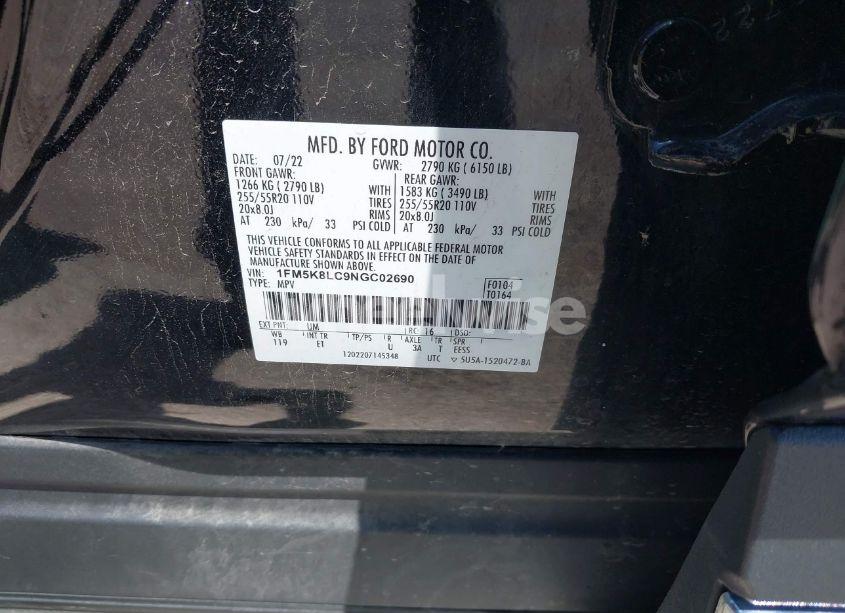 MFD. BY FORD MOTOR CO.
DATE: 07/22 GVWR: 2790 KG ( 6150 LB)
FRONT GAWR: REAR GAWR:
1266 KG ( 2790 LB) WITH 1583 KG ( 3490 LB) WITH
255/55R20 110V TIRES 255/55R20 110V TIRES
20x8.0J RIMS 20x8.0J RIMS
AT 230 kPa/ 33 PSI COLD AT 230 kPa/ 33 PSI COLD
THIS VEHICLE CONFORMS TO ALL APPLICABLE FEDERAL MOTOR
VEHICLE SAFETY STANDARDS IN EFFECT ON THE DATE OF
MANUFACTURE SHOWN ABOVE.
VIN: 1FM5K8LC9NGC02690 F0104
TYPE: MPV T0164
EXT PNT: UM RC: 16 DSO:
WB INT TR TP/PS R AXLE TR SPR
119 EI U 3A T EESS
1202207145348 UTC 5U5A-1520472-BA